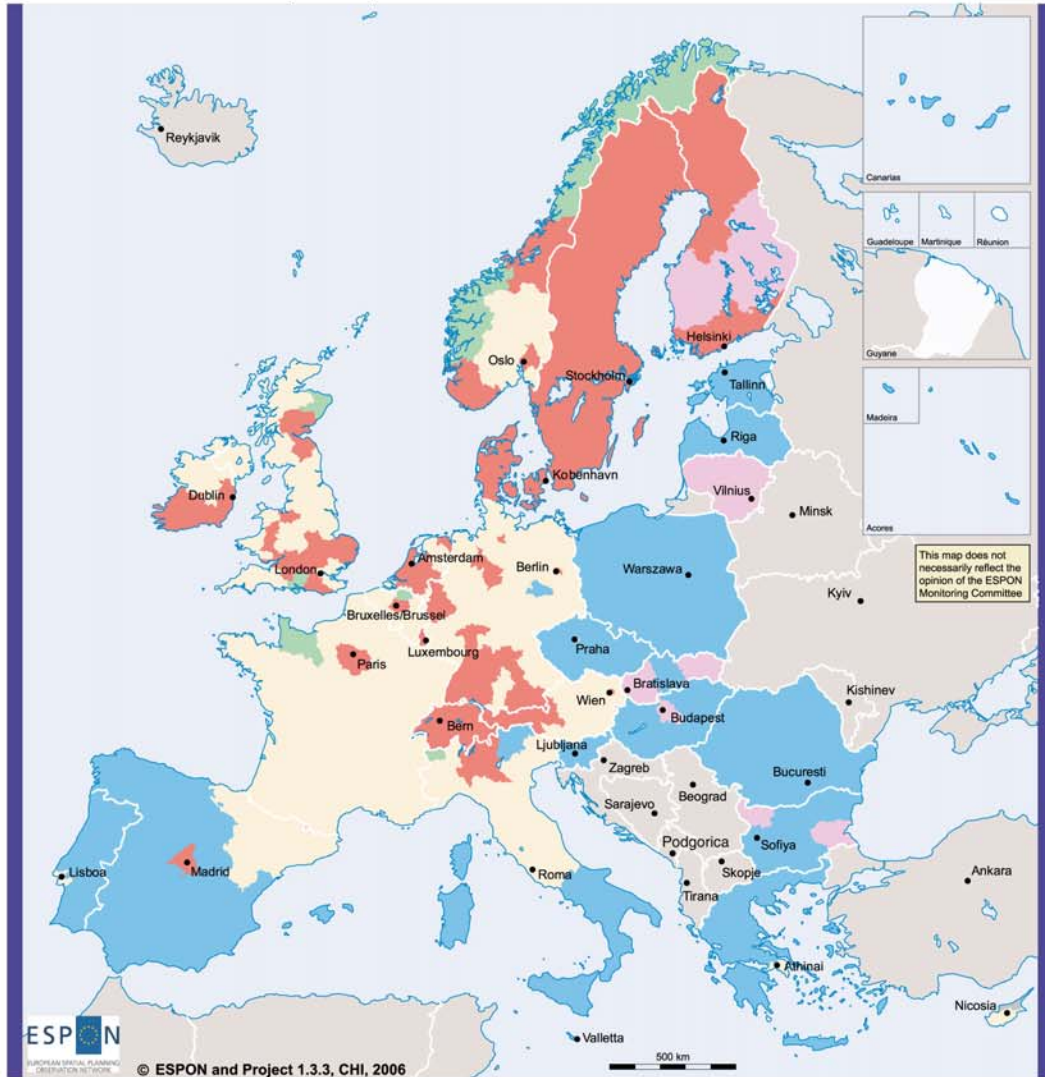 Canarias
Guadeloupe
Martinique
Réunion
Guyane
Madeira
Acores
This map does not
necessarily reflect the
opinion of the ESPON
Monitoring Committee
Reykjavik
Oslo
Helsinki
Stockholm
Tallinn
Riga
Kobenhavn
Vilnius
Minsk
Dublin
Amsterdam
London
Berlin
Warszawa
Kyiv
Bruxelles/Brussel
Luxembourg
Praha
Paris
Wien
Bratislava
Kishinev
Bern
Budapest
Ljubljana
Zagreb
Bucuresti
Beograd
Sarajevo
Podgorica
Sofiya
Skopje
Madrid
Lisboa
Roma
Tirana
Ankara
Athinai
Nicosia
Valletta
500 km
ESPON
EUROPEAN SPATIAL PLANNING
OBSERVATION NETWORK
© ESPON and Project 1.3.3, CHI, 2006